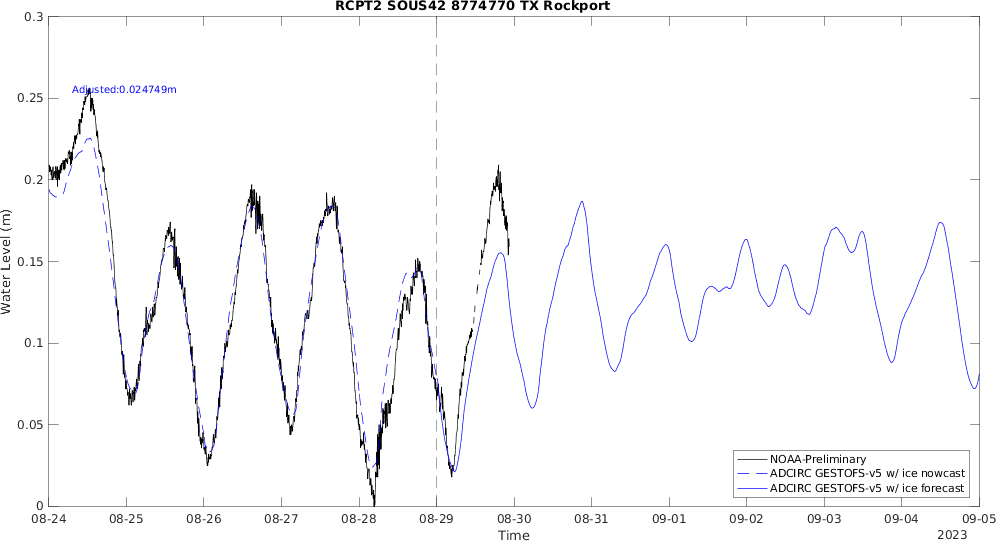 RCPT2 SOUS42 8774770 TX Rockport
0.3
0.25
0.2
0.15
0.1
0.05
0
Water Level (m)
Adjusted:0.024749m
NOAA-Preliminary
ADCIRC GESTOFS-v5 w/ ice nowcast
ADCIRC GESTOFS-v5 w/ ice forecast
08-24 08-25 08-26 08-27 08-28 08-29 08-30 08-31 09-01 09-02 09-03 09-04 09-05
Time
2023